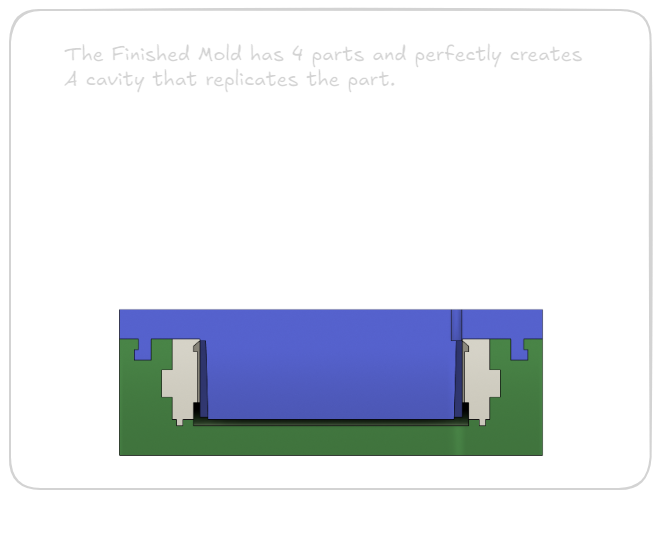 The Finished Mold has 4 parts and perfectly creates
A cavity that replicates the part.